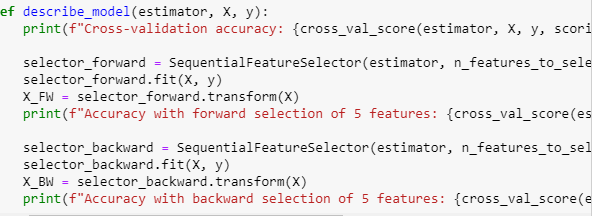 ef describe_model(estimator, X, y):
print(f"Cross-validation accuracy: {cross_val_score(estimator, X, y, scori
selector_forward = SequentialFeatureSelector(estimator, n_features_to_sele
selector_forward.fit(X, y)
X_FW = selector_forward.transform(X)
print(f"Accuracy with forward selection of 5 features: {cross_val_score(es
selector_backward = SequentialFeatureSelector(estimator, n_features_to_sel
selector_backward.fit(X, y)
X_BW = selector_backward.transform(X)
print(f"Accuracy with backward selection of 5 features: {cross_val_score(e